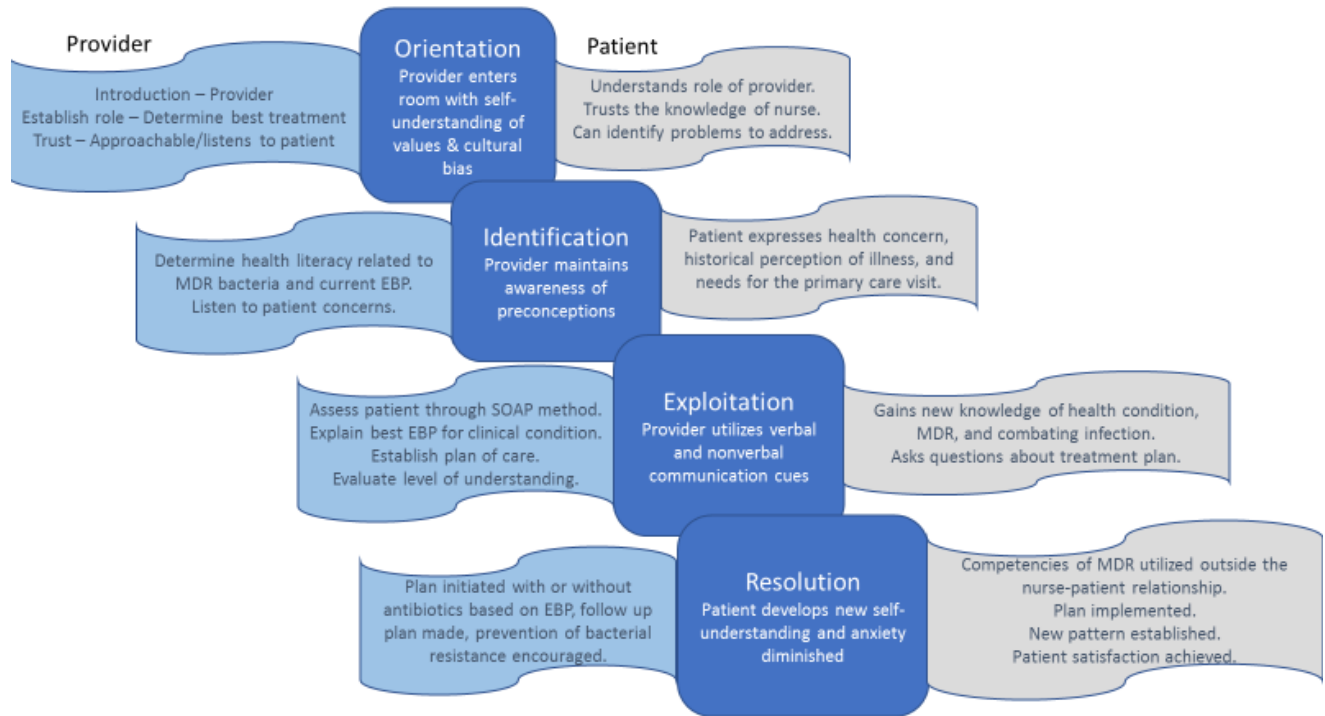 Provider
Patient
Introduction – Provider
Establish role – Determine best treatment
Trust – Approachable/listens to patient
Orientation
Provider enters
room with self-
understanding of
values & cultural
bias
Understands role of provider.
Trusts the knowledge of nurse.
Can identify problems to address.
Determine health literacy related to
MDR bacteria and current EBP.
Listen to patient concerns.
Identification
Provider maintains
awareness of
preconceptions
Patient expresses health concern,
historical perception of illness, and
needs for the primary care visit.
Assess patient through SOAP method.
Explain best EBP for clinical condition.
Establish plan of care.
Evaluate level of understanding.
Exploitation
Provider utilizes verbal
and nonverbal
communication cues
Gains new knowledge of health condition,
MDR, and combating infection.
Asks questions about treatment plan.
Plan initiated with or without
antibiotics based on EBP, follow up
plan made, prevention of bacterial
resistance encouraged.
Resolution
Patient develops new self-
understanding and anxiety
diminished
Competencies of MDR utilized outside the
nurse-patient relationship.
Plan implemented.
New pattern established.
Patient satisfaction achieved.